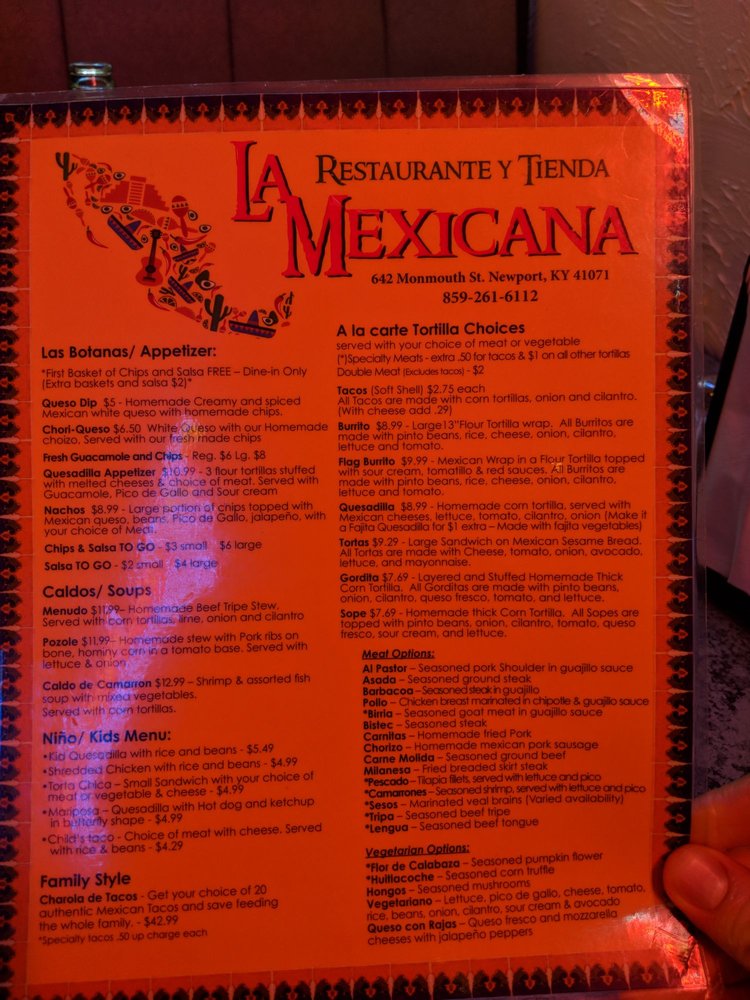 RESTAURANTE Y TIENDA
LA MEXICANA
642 Monmouth St. Newport, KY 41071
859-261-6112
Las Botanas/ Appetizer:
*First Basket of Chips and Salsa FREE – Dine-in Only
(Extra baskets and salsa $2)*
Queso Dip $5 - Homemade Creamy and spiced
Mexican white queso with homemade chips.
Chori-Queso $6.50 White Queso with our Homemade
choizo, Served with our fresh made chips
Fresh Guacamole and Chips - Reg. $6 Lg. $8
Quesadilla Appetizer $10.99 - 3 flour tortillas stuffed
with melted cheeses & choice of meat. Served with
Guacamole, Pico de Gallo and Sour cream
Nachos $8.99 - Large portion of chips topped with
Mexican queso, beans, Pico de Gallo, jalapeño, with
your choice of Meat.
Chips & Salsa TO GO - $3 small $6 large
Salsa TO GO - $2 small $4 large
Caldos/ Soups
Menudo $11.99– Homemade Beef Tripe Stew,
Served with corn tortillas, lime, onion and cilantro
Pozole $11.99– Homemade stew with Pork ribs on
bone, hominy corn in a tomato base. Served with
lettuce & onion.
Caldo de Camarron $12.99 – Shrimp & assorted fish
soup with mixed vegetables.
Served with corn tortillas.
Niño/ Kids Menu:
•Kid Quesadilla with rice and beans - $5.49
•Shredded Chicken with rice and beans - $4.99
•Torta Chica – Small Sandwich with your choice of
meat or vegetable & cheese - $4.99
•Mariposa – Quesadilla with Hot dog and ketchup
in butterfly shape - $4.99
•Child's taco - Choice of meat with cheese. Served
with rice & beans - $4.29
Family Style
Charola de Tacos - Get your choice of 20
authentic Mexican Tacos and save feeding
the whole family. - $42.99
*Specialty tacos .50 up charge each
A la carte Tortilla Choices
served with your choice of meat or vegetable
(*)Specialty Meats - extra .50 for tacos & $1 on all other tortillas
Double Meat (Excludes tacos) - $2
Tacos (Soft Shell) $2.75 each
All Tacos are made with corn tortillas, onion and cilantro.
(With cheese add .29)
Burrito $8.99 - Large13"Flour Tortilla wrap. All Burritos are
made with pinto beans, rice, cheese, onion, cilantro,
lettuce and tomato.
Flag Burrito $9.99 - Mexican Wrap in a Flour Tortilla topped
with sour cream, tomatillo & red sauces. All Burritos are
made with pinto beans, rice, cheese, onion, cilantro,
lettuce and tomato.
Quesadilla $8.99 - Homemade corn tortilla, served with
Mexican cheeses, lettuce, tomato, cilantro, onion (Make it
a Fajita Quesadilla for $1 extra – Made with fajita vegetables)
Tortas $9.29 - Large Sandwich on Mexican Sesame Bread.
All Tortas are made with Cheese, tomato, onion, avocado,
lettuce, and mayonnaise.
Gordita $7.69 - Layered and Stuffed Homemade Thick
Corn Tortilla. All Gorditas are made with pinto beans,
onion, cilantro, queso fresco, tomato, and lettuce.
Sope $7.69 - Homemade thick Corn Tortilla. All Sopes are
topped with pinto beans, onion, cilantro, tomato, queso
fresco, sour cream, and lettuce.
Meat Options:
Al Pastor – Seasoned pork Shoulder in guajillo sauce
Asada – Seasoned ground steak
Barbacoa – Seasoned steak in guajillo
Pollo – Chicken breast marinated in chipotle & guajillo sauce
*Birria – Seasoned goat meat in guajillo sauce
Bistec – Seasoned steak
Carnitas – Homemade fried Pork
Chorizo – Homemade mexican pork sausage
Carne Molida – Seasoned ground beef
Milanesa – Fried breaded skirt steak
*Pescado – Tilapia fillets, served with lettuce and pico
*Camarrones – Seasoned shrimp, served with lettuce and pico
*Sesos – Marinated veal brains (Varied availability)
*Tripa – Seasoned beef tripe
*Lengua – Seasoned beef tongue
Vegetarian Options:
*Flor de Calabaza – Seasoned pumpkin flower
*Huitlacoche – Seasoned corn truffle
Hongos – Seasoned mushrooms
Vegetariano – Lettuce, pico de gallo, cheese, tomato,
rice, beans, onion, cilantro, sour cream & avocado
Queso con Rajas – Queso fresco and mozzarella
cheeses with jalapeño peppers